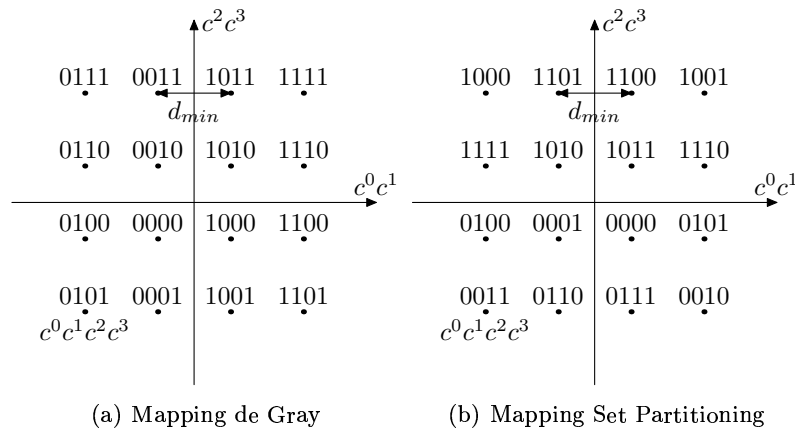 c²c³
0111 0011 1011 1111
d_min
0110 0010 1010 1110
c⁰c¹
0100 0000 1000 1100
0101 0001 1001 1101
c⁰c¹c²c³
(a) Mapping de Gray
c²c³
1000 1101 1100 1001
d_min
1111 1010 1011 1110
c⁰c¹
0100 0001 0000 0101
0011 0110 0111 0010
c⁰c¹c²c³
(b) Mapping Set Partitioning